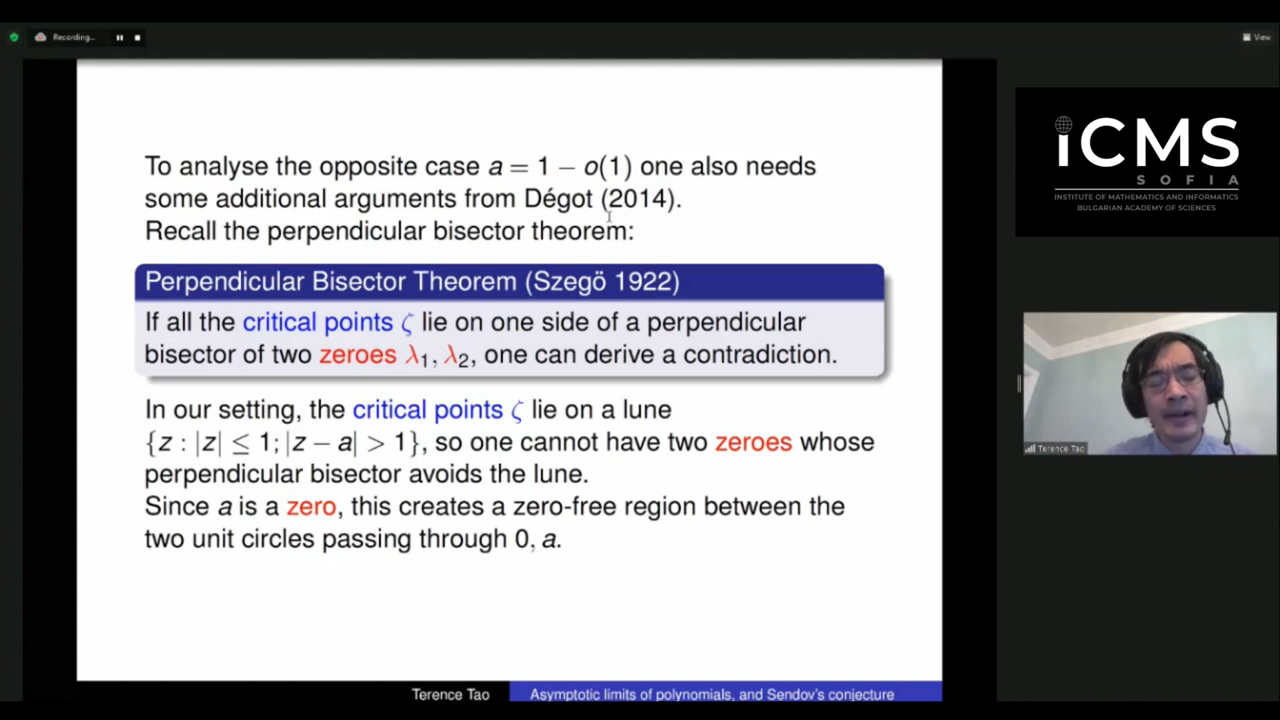 Recording...
View
To analyse the opposite case a = 1 − o(1) one also needs
some additional arguments from Dégot (2014).
Recall the perpendicular bisector theorem:
Perpendicular Bisector Theorem (Szegö 1922)
If all the critical points ζ lie on one side of a perpendicular
bisector of two zeroes λ₁, λ₂, one can derive a contradiction.
In our setting, the critical points ζ lie on a lune
{z : |z| ≤ 1; |z − a| > 1}, so one cannot have two zeroes whose
perpendicular bisector avoids the lune.
Since a is a zero, this creates a zero-free region between the
two unit circles passing through 0, a.
Terence Tao
Asymptotic limits of polynomials, and Sendov's conjecture
iCMS
SOFIA
INSTITUTE OF MATHEMATICS AND INFORMATICS
BULGARIAN ACADEMY OF SCIENCES
Terence Tao